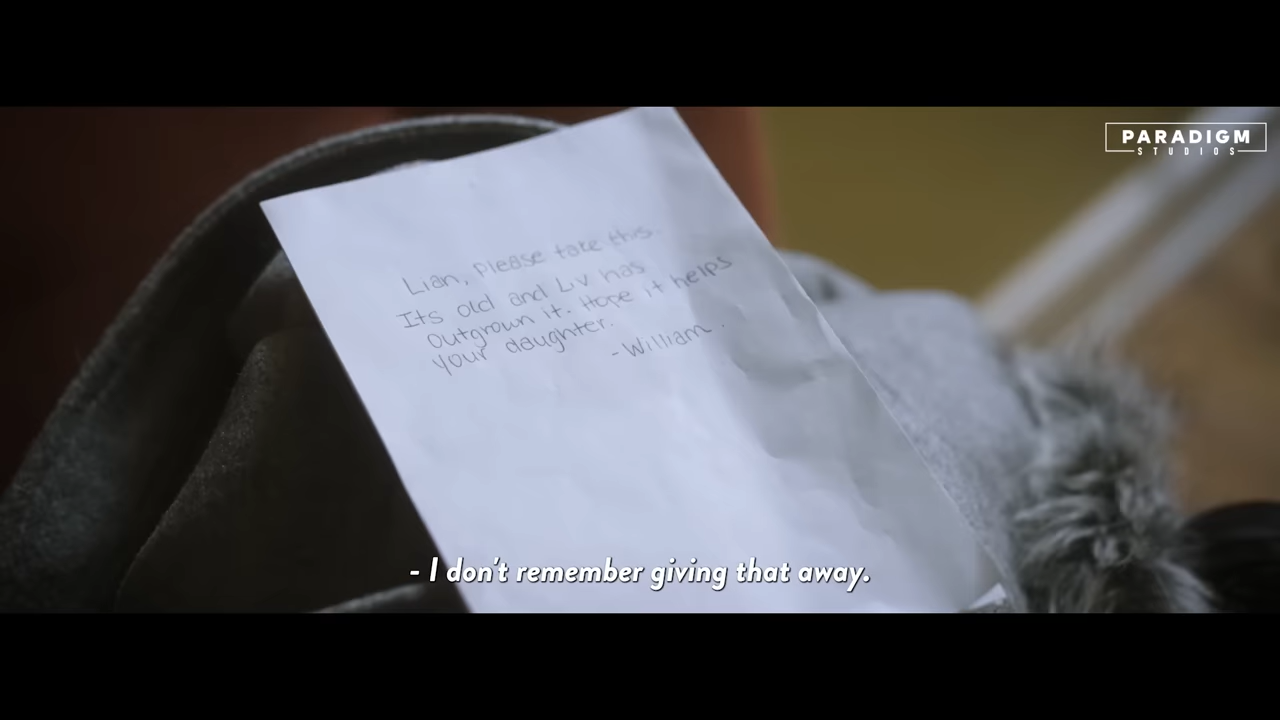 PARADIGM
STUDIOS
Lian, please take this.
Its old and Liv has
outgrown it. Hope it helps
your daughter.
-William.
- I don't remember giving that away.